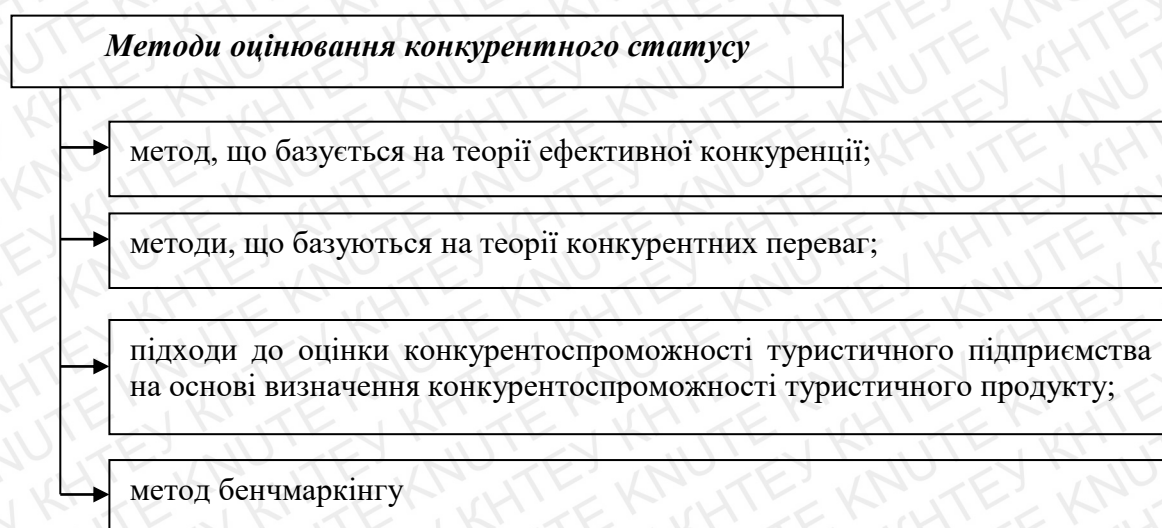 Методи оцінювання конкурентного статусу
метод, що базується на теорії ефективної конкуренції;
методи, що базуються на теорії конкурентних переваг;
підходи до оцінки конкурентоспроможності туристичного підприємства
на основі визначення конкурентоспроможності туристичного продукту;
метод бенчмаркінгу